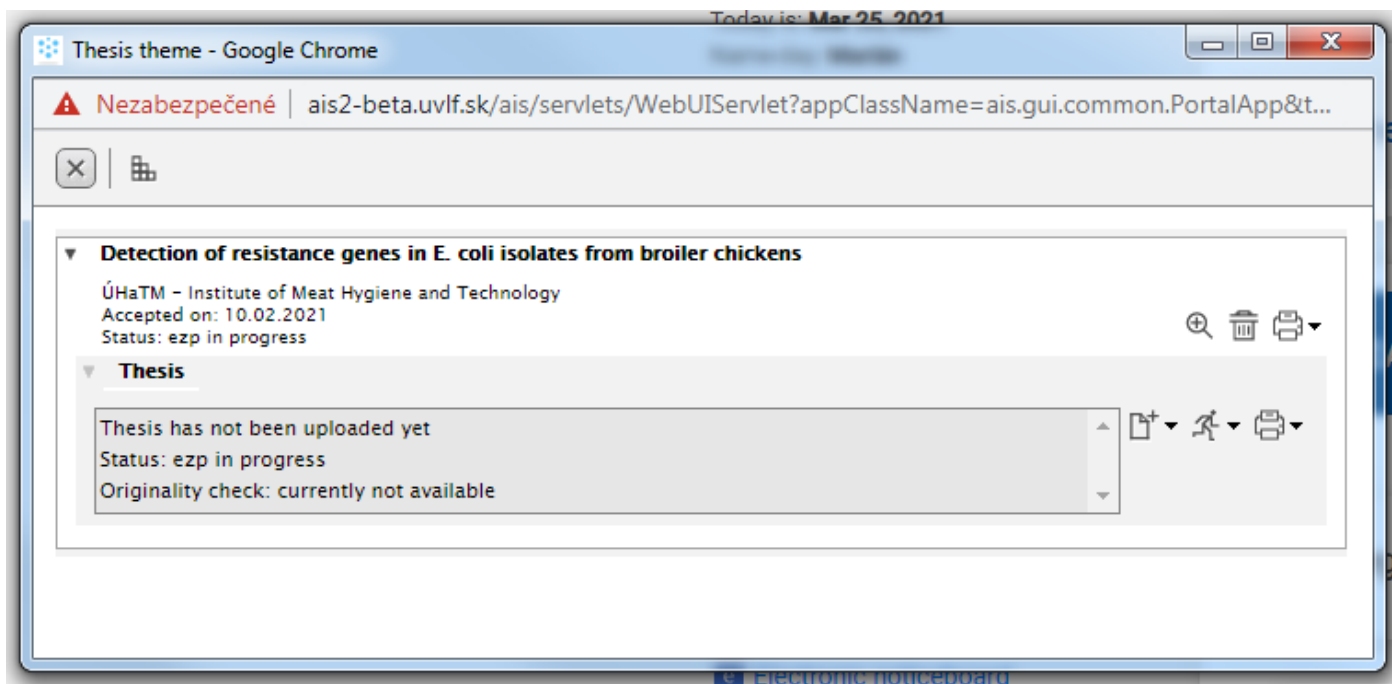 Today is: Mar 25, 2021
Thesis theme - Google Chrome
Nezabezpečené | ais2-beta.uvlf.sk/ais/servlets/WebUIServlet?appClassName=ais.gui.common.PortalApp&t...
Detection of resistance genes in E. coli isolates from broiler chickens
ÚHaTM - Institute of Meat Hygiene and Technology
Accepted on: 10.02.2021
Status: ezp in progress
Thesis
Thesis has not been uploaded yet
Status: ezp in progress
Originality check: currently not available
Electronic noticeboard